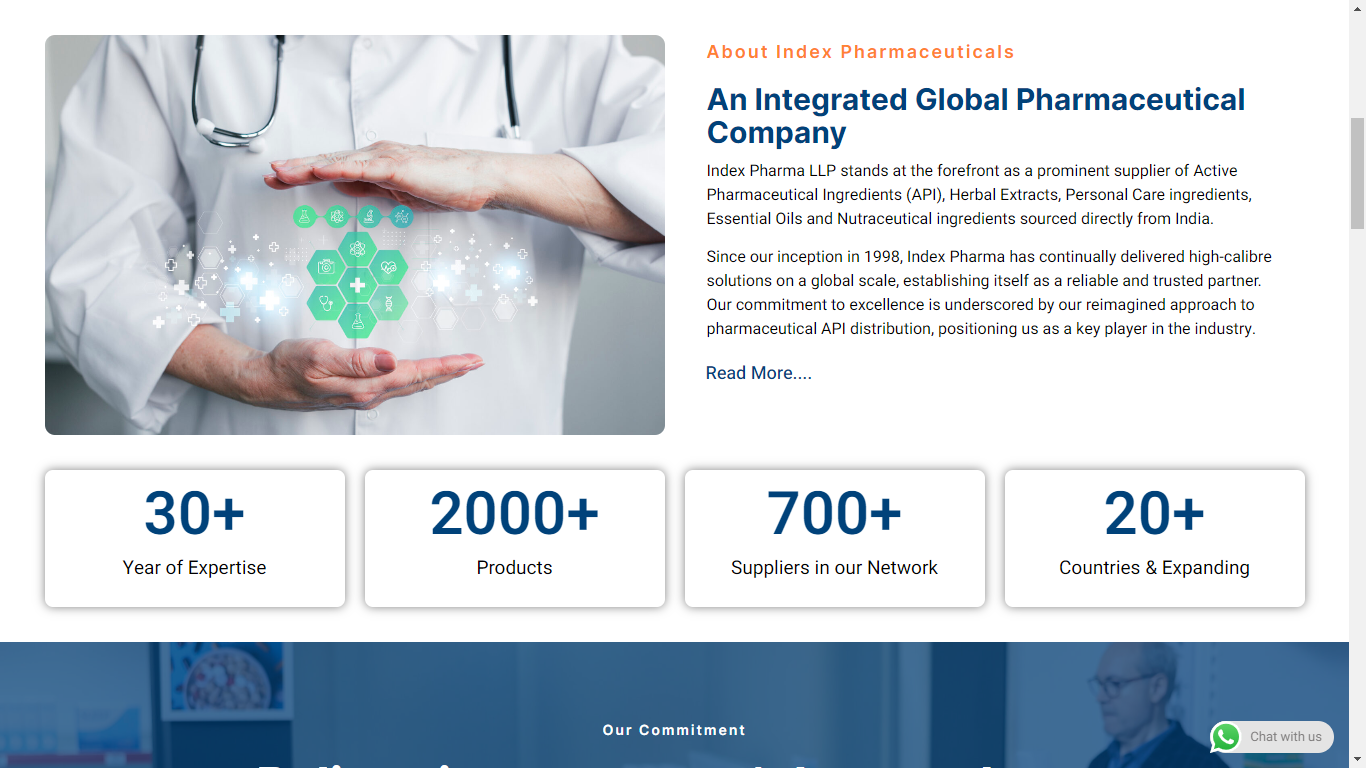 About Index Pharmaceuticals
An Integrated Global Pharmaceutical
Company
Index Pharma LLP stands at the forefront as a prominent supplier of Active
Pharmaceutical Ingredients (API), Herbal Extracts, Personal Care ingredients,
Essential Oils and Nutraceutical ingredients sourced directly from India.
Since our inception in 1998, Index Pharma has continually delivered high-calibre
solutions on a global scale, establishing itself as a reliable and trusted partner.
Our commitment to excellence is underscored by our reimagined approach to
pharmaceutical API distribution, positioning us as a key player in the industry.
Read More....
30+
Year of Expertise
2000+
Products
700+
Suppliers in our Network
20+
Countries & Expanding
Our Commitment
Chat with us